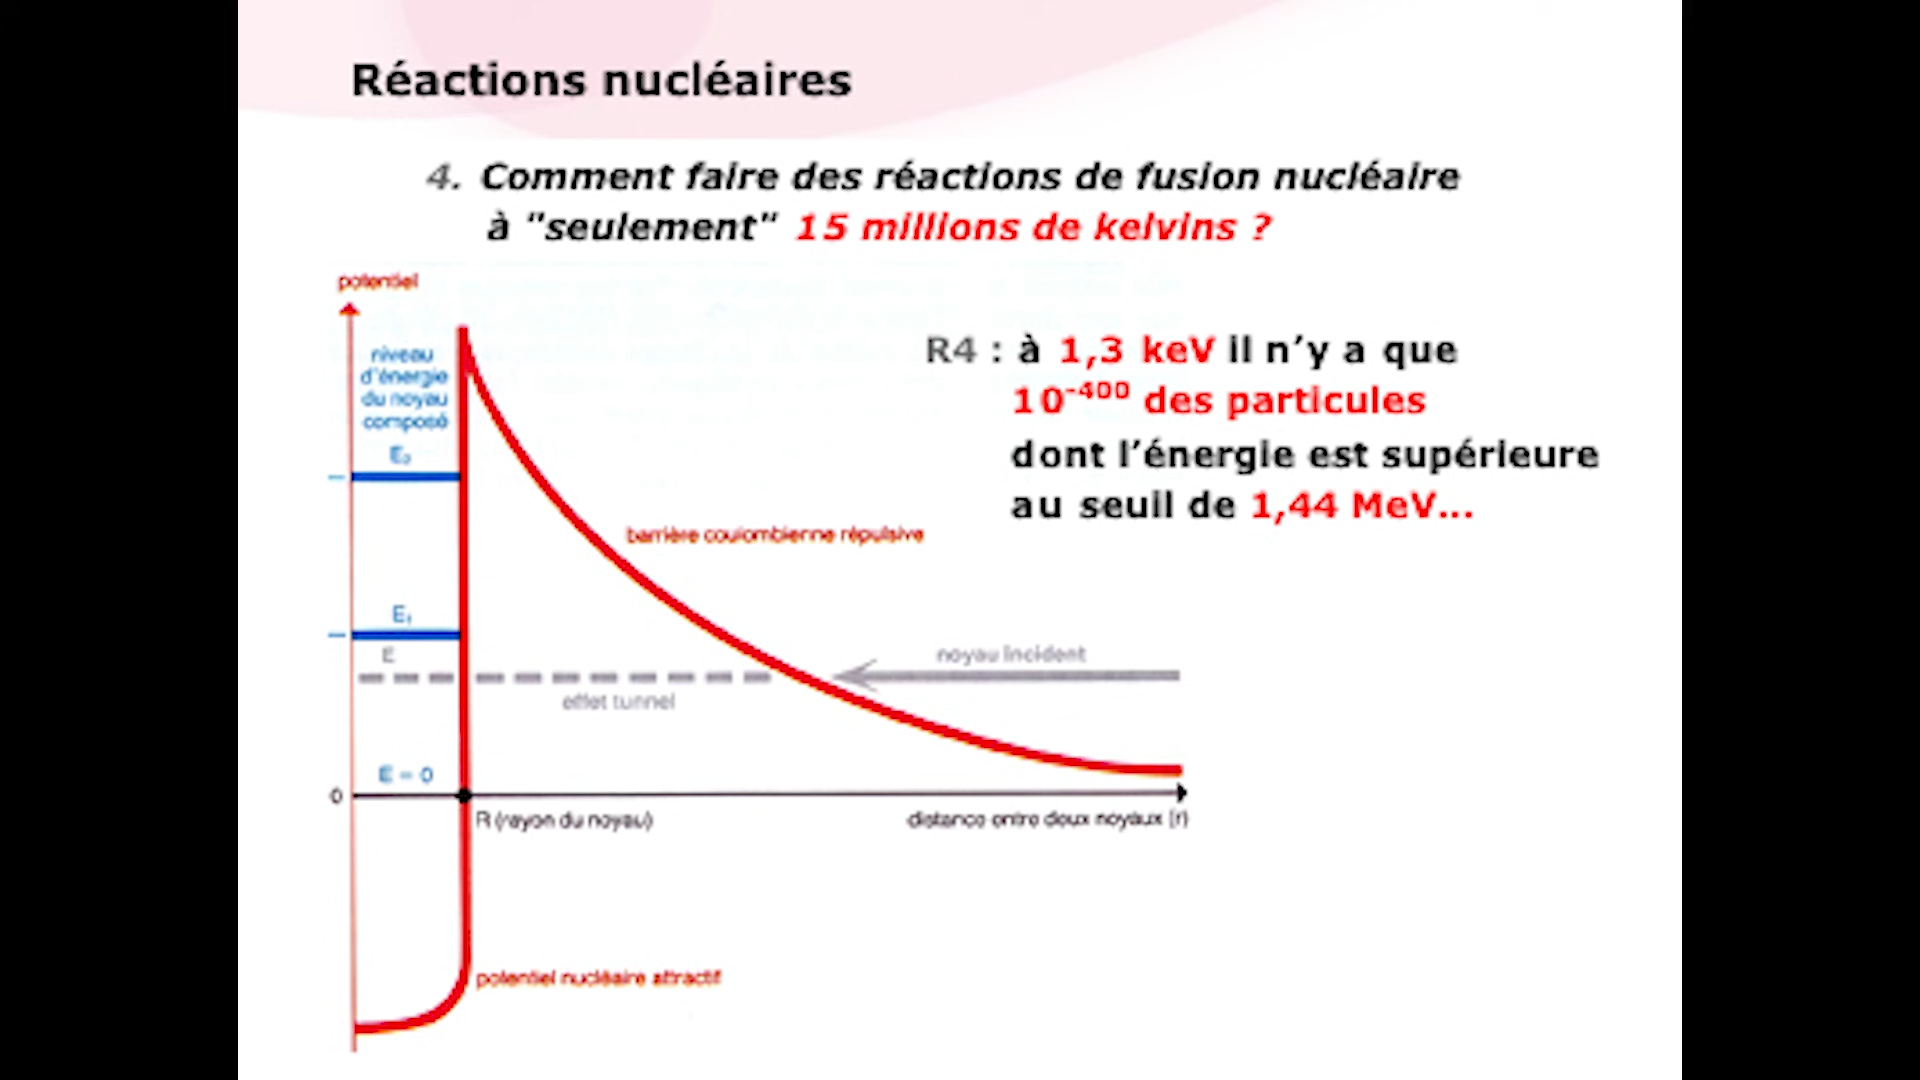 Réactions nucléaires
4. Comment faire des réactions de fusion nucléaire
à "seulement" 15 millions de kelvins ?
potentiel
niveau
d'énergie
du noyau
composé
E₂
E₁
E
E = 0
0
R (rayon du noyau)
effet tunnel
barrière coulombienne répulsive
noyau incident
distance entre deux noyaux (r)
potentiel nucléaire attractif
R4 : à 1,3 keV il n’y a que
10⁻⁴⁰⁰ des particules
dont l’énergie est supérieure
au seuil de 1,44 MeV...